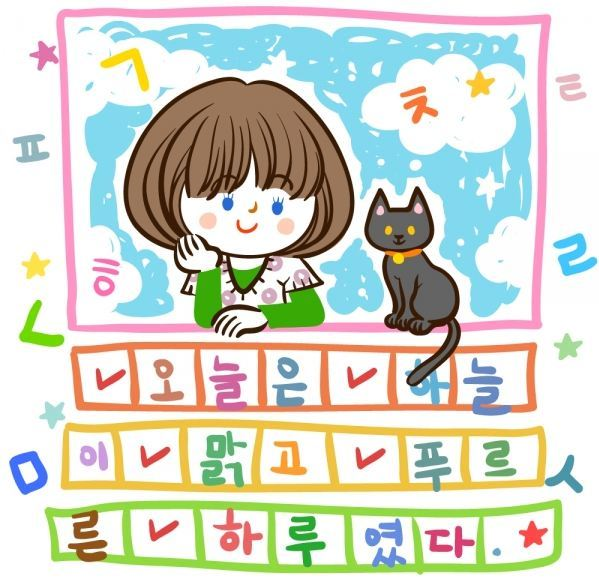 ㄱ
ㅊ
ㅌ
ㅍ
ㅎ
ㄹ
ㄴ
✓ 오늘은 ✓ 하늘
이 ✓ 맑고 ✓ 푸르
ㅁ
ㅅ
른 ✓ 하루였다.